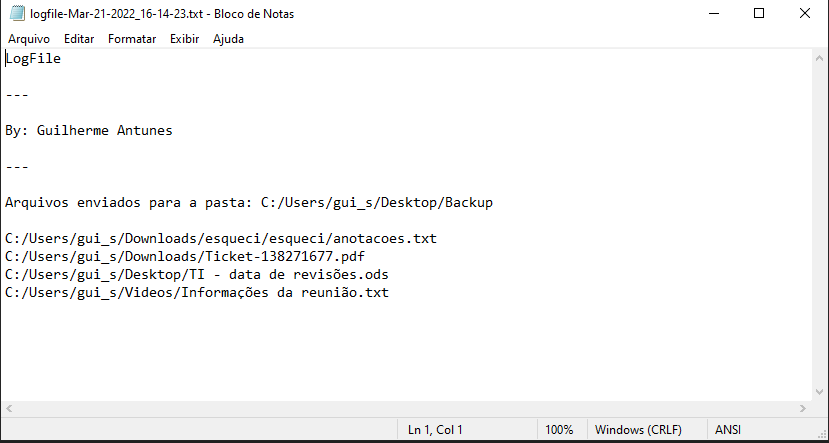 logfile-Mar-21-2022_16-14-23.txt - Bloco de Notas
Arquivo Editar Formatar Exibir Ajuda
LogFile
---
By: Guilherme Antunes
---
Arquivos enviados para a pasta: C:/Users/gui_s/Desktop/Backup
C:/Users/gui_s/Downloads/esqueci/esqueci/anotacoes.txt
C:/Users/gui_s/Downloads/Ticket-138271677.pdf
C:/Users/gui_s/Desktop/TI - data de revisões.ods
C:/Users/gui_s/Videos/Informações da reunião.txt
Ln 1, Col 1 100% Windows (CRLF) ANSI